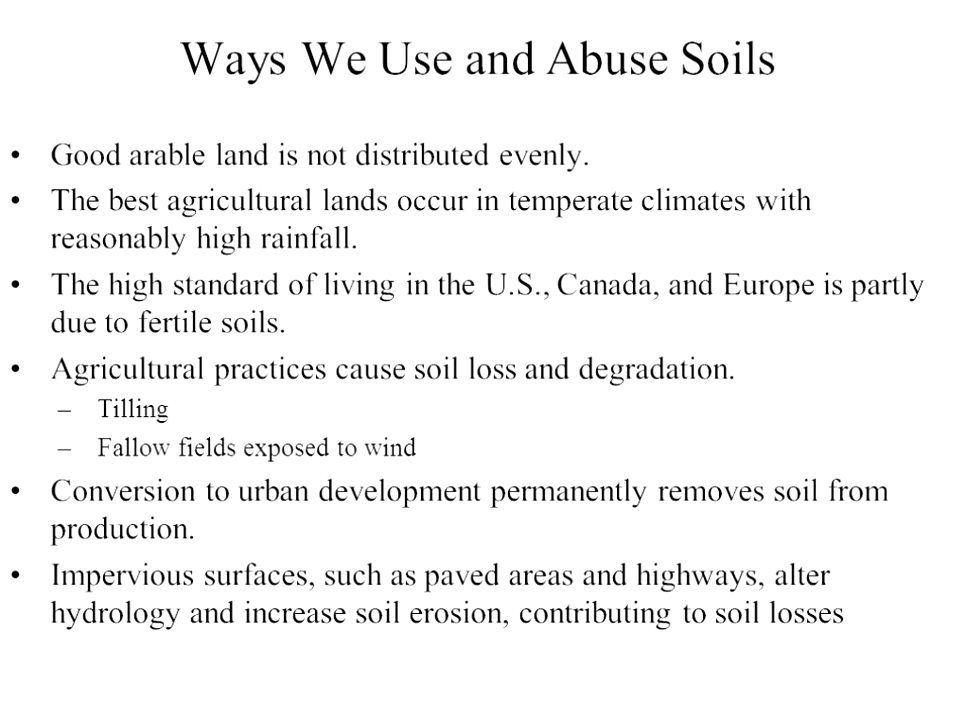 Ways We Use and Abuse Soils
• Good arable land is not distributed evenly.
• The best agricultural lands occur in temperate climates with
reasonably high rainfall.
• The high standard of living in the U.S., Canada, and Europe is partly
due to fertile soils.
• Agricultural practices cause soil loss and degradation.
– Tilling
– Fallow fields exposed to wind
• Conversion to urban development permanently removes soil from
production.
• Impervious surfaces, such as paved areas and highways, alter
hydrology and increase soil erosion, contributing to soil losses